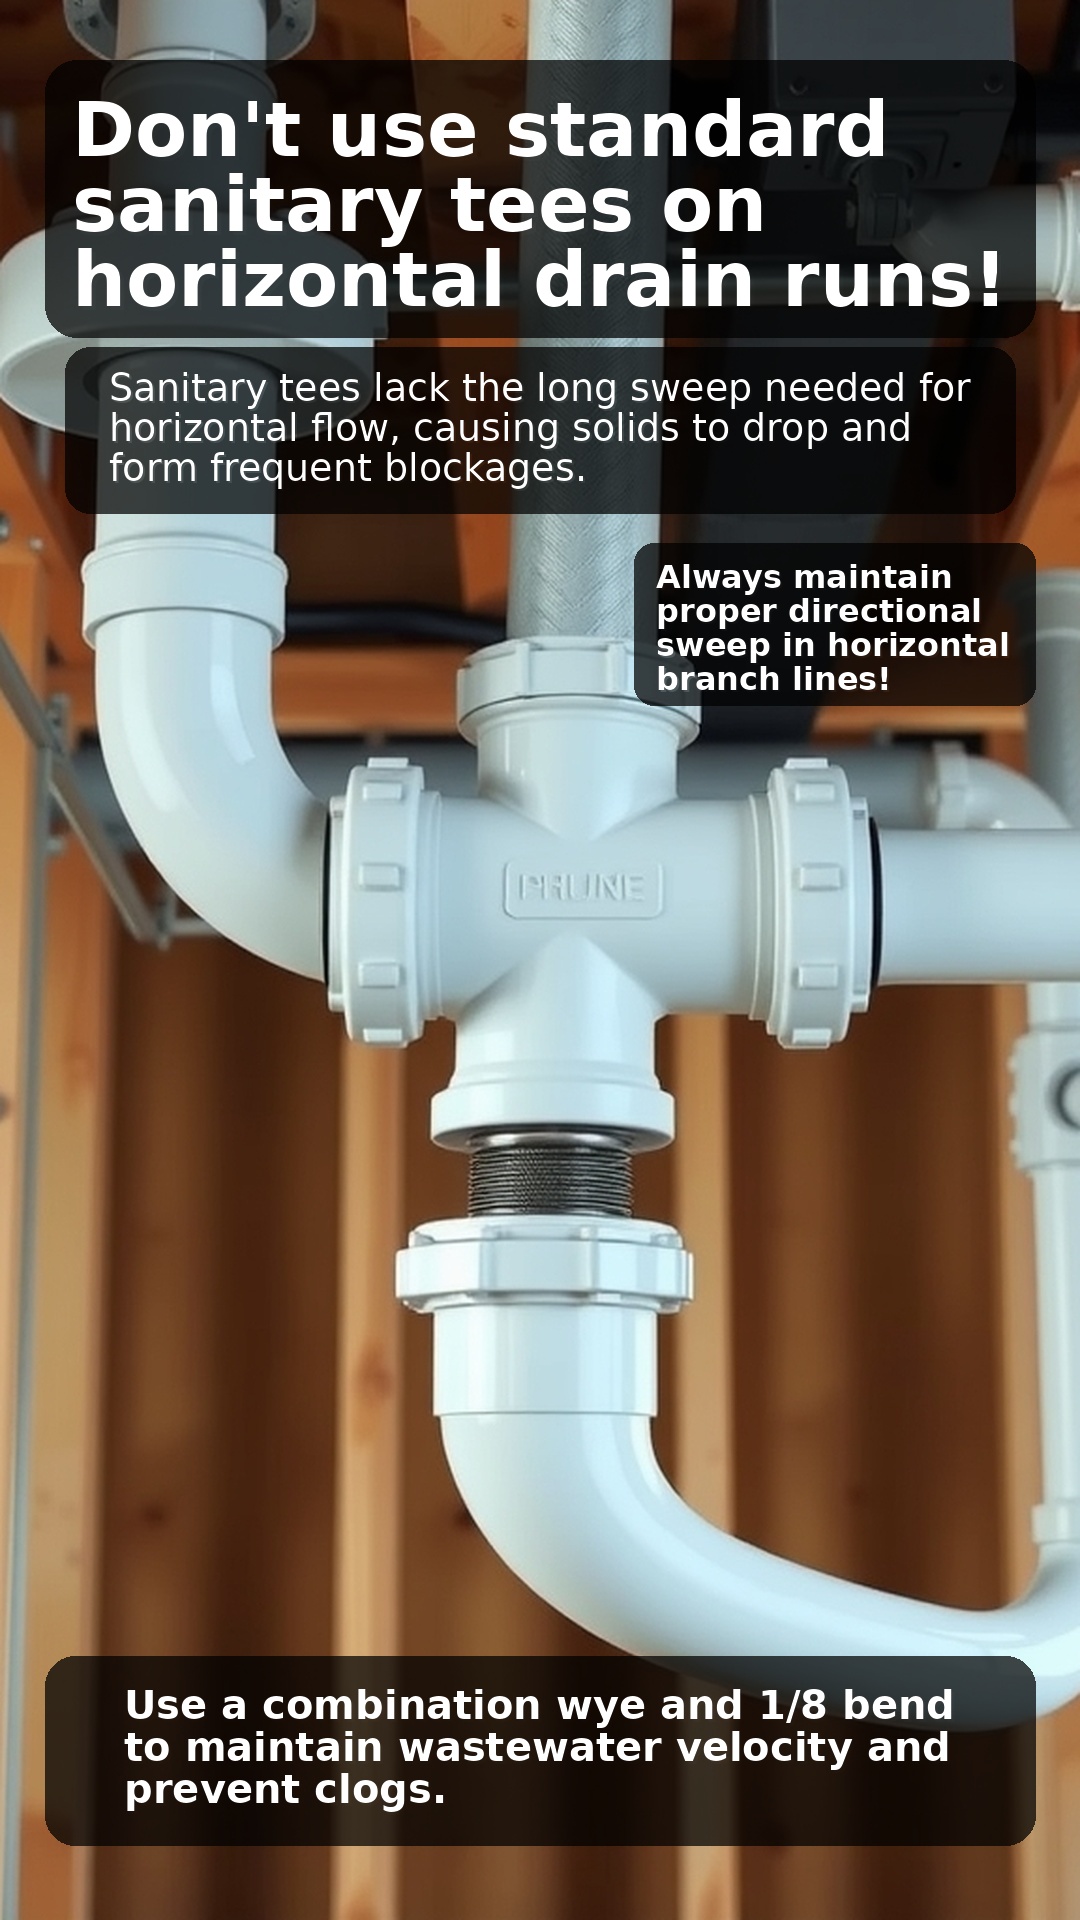 Don't use standard
sanitary tees on
horizontal drain runs!
Sanitary tees lack the long sweep needed for
horizontal flow, causing solids to drop and
form frequent blockages.
Always maintain
proper directional
sweep in horizontal
branch lines!
Use a combination wye and 1/8 bend
to maintain wastewater velocity and
prevent clogs.